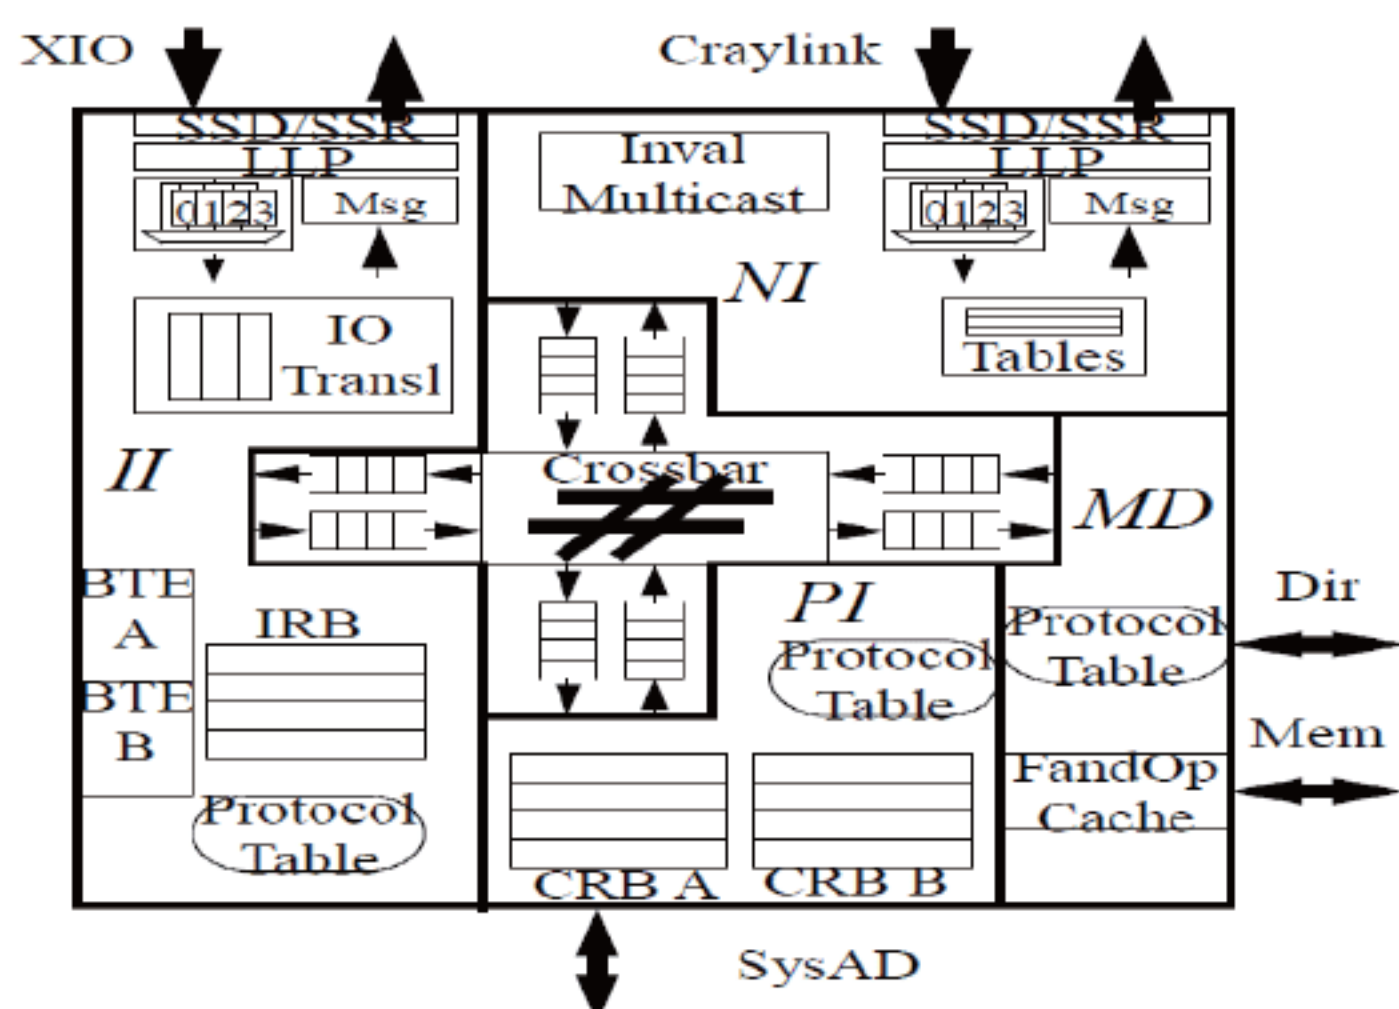 XIO
Craylink
SSD/SSR
LLP
0123
Msg
Inval
Multicast
SSD/SSR
LLP
0123
Msg
NI
IO
Transl
Tables
II
Crossbar
MD
BTE
A
BTE
B
IRB
Protocol
Table
PI
Protocol
Table
CRB A
CRB B
Protocol
Table
FandOp
Cache
Dir
Mem
SysAD